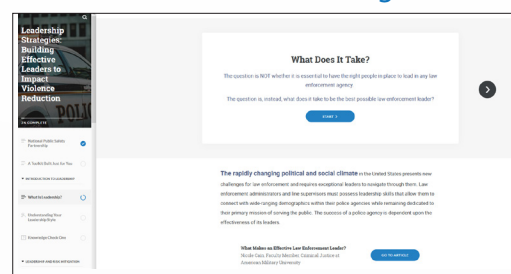 Leadership
Strategies:
Building
Effective
Leaders to
Impact
Violence
Reduction
POLIC
COMPLETE
National Public Safety
Partnership
A Toolkit Built Just for You
INTRODUCTION TO LEADERSHIP
What Is Leadership?
Understanding Your
Leadership Style
Knowledge Check One
LEADERSHIP AND RISK MITIGATION
What Does It Take?
The question is NOT whether it is essential to have the right people in place to lead in any law
enforcement agency.
The question is, instead, what does it take to be the best possible law enforcement leader?
START >
The rapidly changing political and social climate in the United States presents new
challenges for law enforcement and requires exceptional leaders to navigate through them. Law
enforcement administrators and line supervisors must possess leadership skills that allow them to
connect with wide-ranging demographics within their police agencies while remaining dedicated to
their primary mission of serving the public. The success of a police agency is dependent upon the
effectiveness of its leaders.
What Makes an Effective Law Enforcement Leader?
Nicole Cain, Faculty Member, Criminal Justice at
American Military University
GO TO ARTICLE